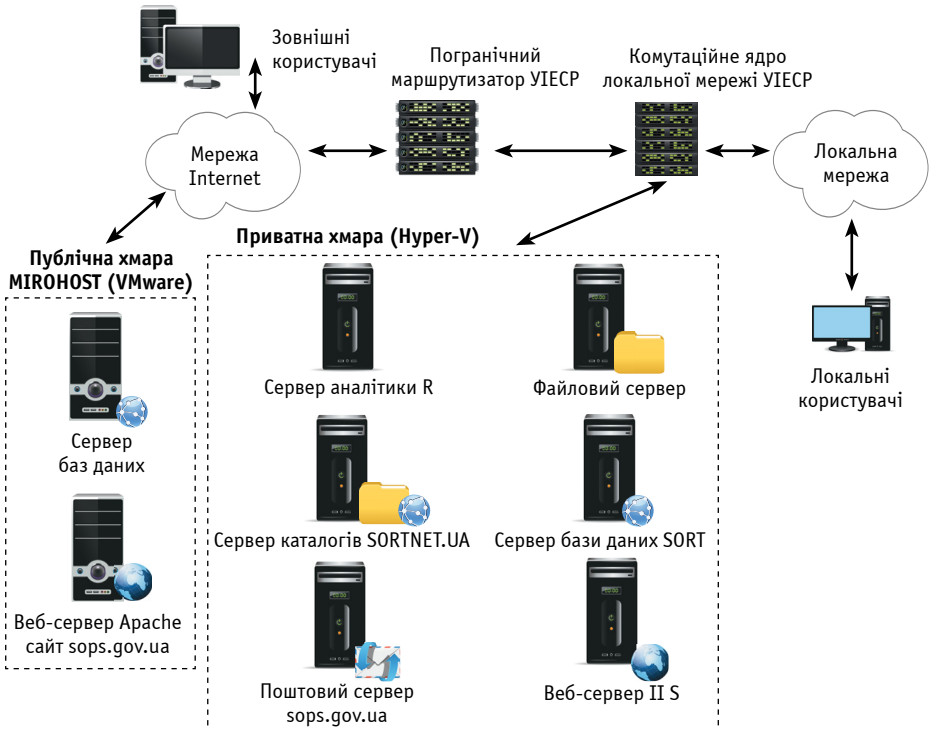 Зовнішні
користувачі
Пограничний
маршрутизатор УІЕСР
Комутаційне ядро
локальної мережі УІЕСР
Мережа
Internet
Локальна
мережа
Публічна хмара
MIROHOST (VMware)
Приватна хмара (Hyper-V)
Сервер
баз даних
Веб-сервер Apache
сайт sops.gov.ua
Сервер аналітики R
Файловий сервер
Сервер каталогів SORTNET.UA
Сервер бази даних SORT
Поштовий сервер
sops.gov.ua
Веб-сервер II S
Локальні
користувачі